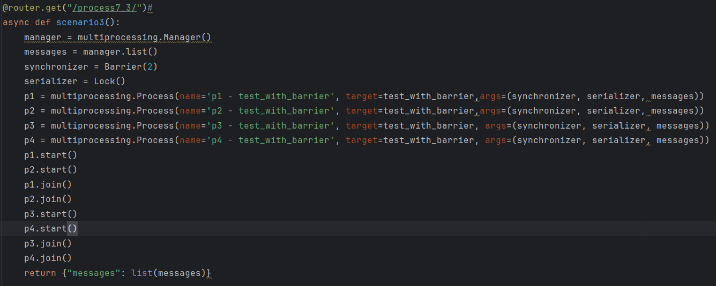 @router.get("/process7_3/")#
async def scenario3():
    manager = multiprocessing.Manager()
    messages = manager.list()
    synchronizer = Barrier(2)
    serializer = Lock()
    p1 = multiprocessing.Process(name='p1 - test_with_barrier', target=test_with_barrier,args=(synchronizer, serializer, messages))
    p2 = multiprocessing.Process(name='p2 - test_with_barrier', target=test_with_barrier,args=(synchronizer, serializer, messages))
    p3 = multiprocessing.Process(name='p3 - test_with_barrier', target=test_with_barrier, args=(synchronizer, serializer, messages))
    p4 = multiprocessing.Process(name='p4 - test_with_barrier', target=test_with_barrier, args=(synchronizer, serializer, messages))
    p1.start()
    p2.start()
    p1.join()
    p2.join()
    p3.start()
    p4.start()
    p3.join()
    p4.join()
    return {"messages": list(messages)}